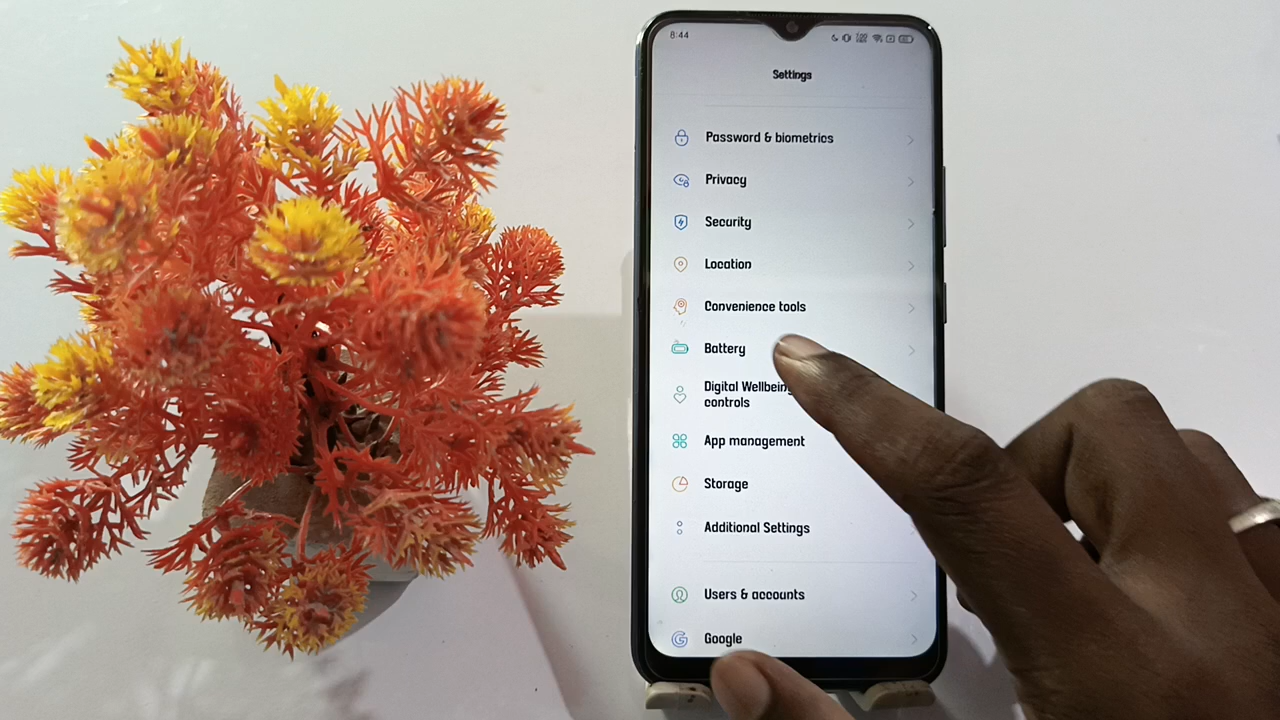 8:44
Settings
Password & biometrics
Privacy
Security
Location
Convenience tools
Battery
Digital Wellbeing
controls
App management
Storage
Additional Settings
Users & accounts
Google